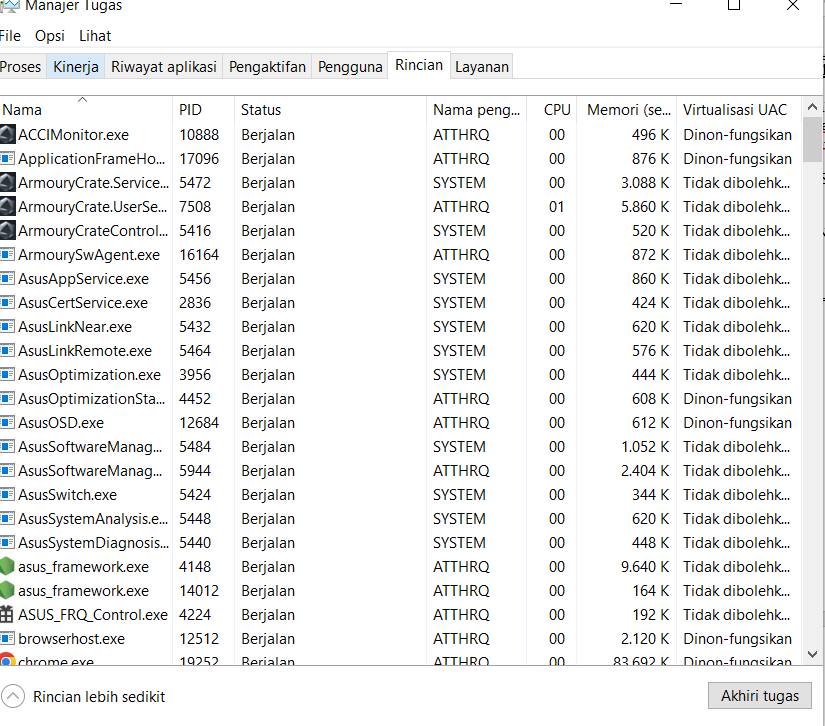 Manajer Tugas
File Opsi Lihat
Proses Kinerja Riwayat aplikasi Pengaktifan Pengguna Rincian Layanan
Nama PID Status Nama peng... CPU Memori (se... Virtualisasi UAC
ACCIMonitor.exe 10888 Berjalan ATTHRQ 00 496 K Dinon-fungsikan
ApplicationFrameHo... 17096 Berjalan ATTHRQ 00 876 K Dinon-fungsikan
ArmouryCrate.Service... 5472 Berjalan SYSTEM 00 3.088 K Tidak dibolehk...
ArmouryCrate.UserSe... 7508 Berjalan ATTHRQ 01 5.860 K Tidak dibolehk...
ArmouryCrateControl... 5416 Berjalan SYSTEM 00 520 K Tidak dibolehk...
ArmourySwAgent.exe 16164 Berjalan ATTHRQ 00 872 K Tidak dibolehk...
AsusAppService.exe 5456 Berjalan SYSTEM 00 860 K Tidak dibolehk...
AsusCertService.exe 2836 Berjalan SYSTEM 00 424 K Tidak dibolehk...
AsusLinkNear.exe 5432 Berjalan SYSTEM 00 620 K Tidak dibolehk...
AsusLinkRemote.exe 5464 Berjalan SYSTEM 00 576 K Tidak dibolehk...
AsusOptimization.exe 3956 Berjalan SYSTEM 00 444 K Tidak dibolehk...
AsusOptimizationSta... 4452 Berjalan ATTHRQ 00 608 K Dinon-fungsikan
AsusOSD.exe 12684 Berjalan ATTHRQ 00 612 K Dinon-fungsikan
AsusSoftwareManag... 5484 Berjalan SYSTEM 00 1.052 K Tidak dibolehk...
AsusSoftwareManag... 5944 Berjalan ATTHRQ 00 2.404 K Tidak dibolehk...
AsusSwitch.exe 5424 Berjalan SYSTEM 00 344 K Tidak dibolehk...
AsusSystemAnalysis.e... 5448 Berjalan SYSTEM 00 620 K Tidak dibolehk...
AsusSystemDiagnosis... 5440 Berjalan SYSTEM 00 448 K Tidak dibolehk...
asus_framework.exe 4148 Berjalan ATTHRQ 00 9.640 K Tidak dibolehk...
asus_framework.exe 14012 Berjalan ATTHRQ 00 164 K Tidak dibolehk...
ASUS_FRQ_Control.exe 4224 Berjalan ATTHRQ 00 192 K Tidak dibolehk...
browserhost.exe 12512 Berjalan ATTHRQ 00 2.120 K Dinon-fungsikan
chrome.exe 19252 Berjalan ATTHRQ 00 83.692 K Dinon-fungsikan
Rincian lebih sedikit Akhiri tugas